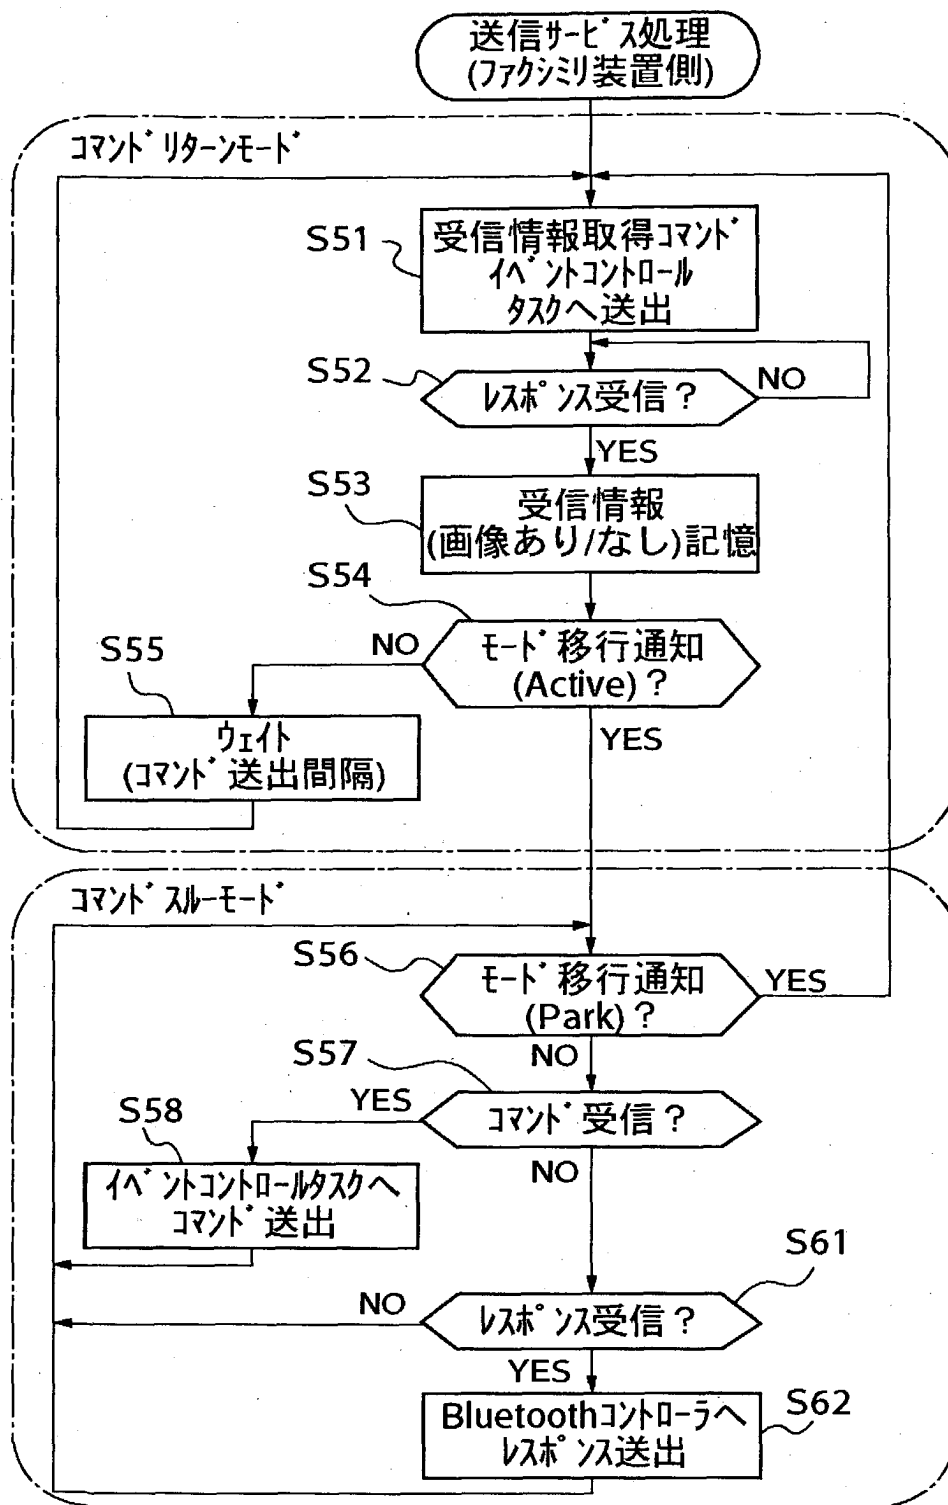 送信ｻｰﾋﾞｽ処理
(ﾌｧｸｼﾐﾘ装置側)
ｺﾏﾝﾄﾞﾘﾀｰﾝﾓｰﾄﾞ
S51
受信情報取得ｺﾏﾝﾄﾞ
ｲﾍﾞﾝﾄｺﾝﾄﾛｰﾙ
ﾀｽｸへ送出
S52
ﾚｽﾎﾟﾝｽ受信？
NO
YES
S53
受信情報
(画像あり/なし)記憶
S54
ﾓｰﾄﾞ移行通知
(Active)？
NO
YES
S55
ｳｪｲﾄ
(ｺﾏﾝﾄﾞ送出間隔)
ｺﾏﾝﾄﾞｽﾙｰﾓｰﾄﾞ
S56
ﾓｰﾄﾞ移行通知
(Park)？
YES
NO
S57
ｺﾏﾝﾄﾞ受信？
YES
NO
S58
ｲﾍﾞﾝﾄｺﾝﾄﾛｰﾙﾀｽｸへ
ｺﾏﾝﾄﾞ送出
S61
ﾚｽﾎﾟﾝｽ受信？
NO
YES
S62
Bluetoothｺﾝﾄﾛｰﾗへ
ﾚｽﾎﾟﾝｽ送出